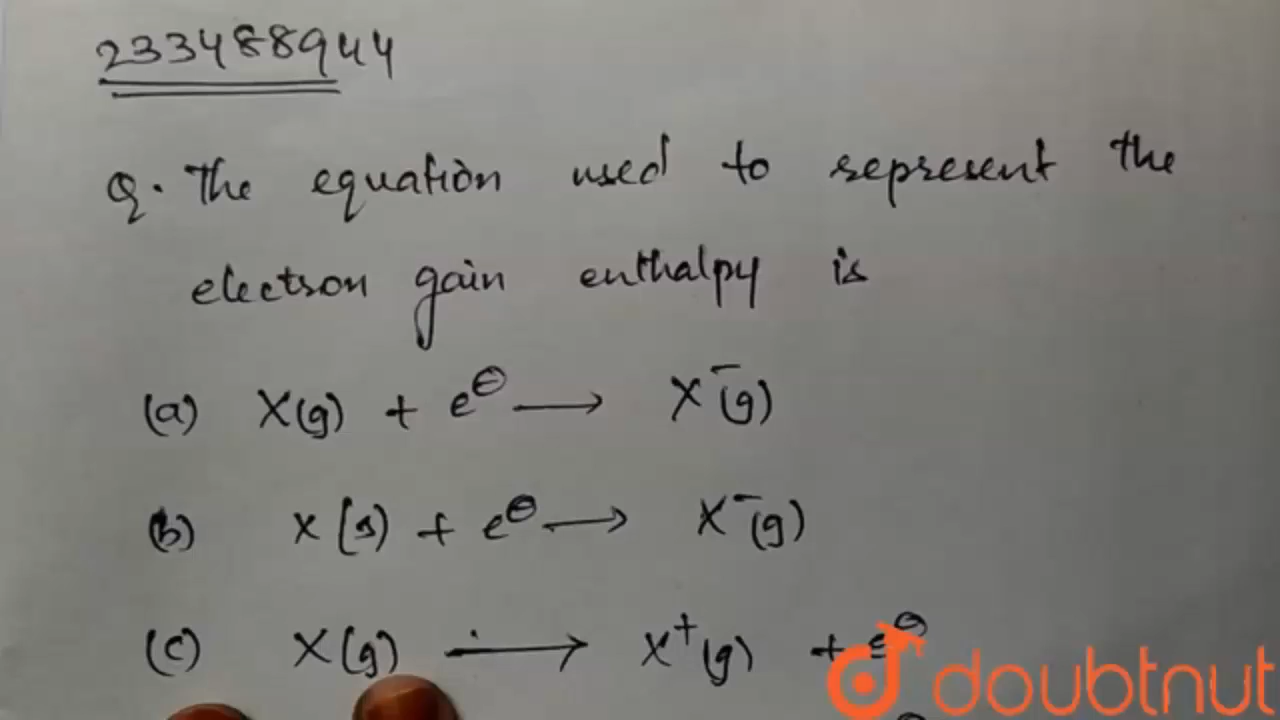 233488944
Q. The equation used to represent the
electron gain enthalpy is
(a) X(g) + e⊖ ⟶ X⁻(g)
(b) X(s) + e⊖ ⟶ X⁻(g)
(c) X(g) ⟶ X⁺(g) + e⊖
doubtnut